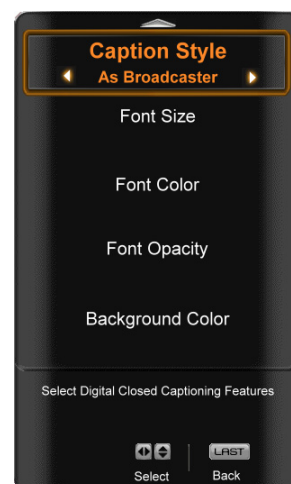 Caption Style
As Broadcaster
Font Size
Font Color
Font Opacity
Background Color
Select Digital Closed Captioning Features
LAST
Select Back